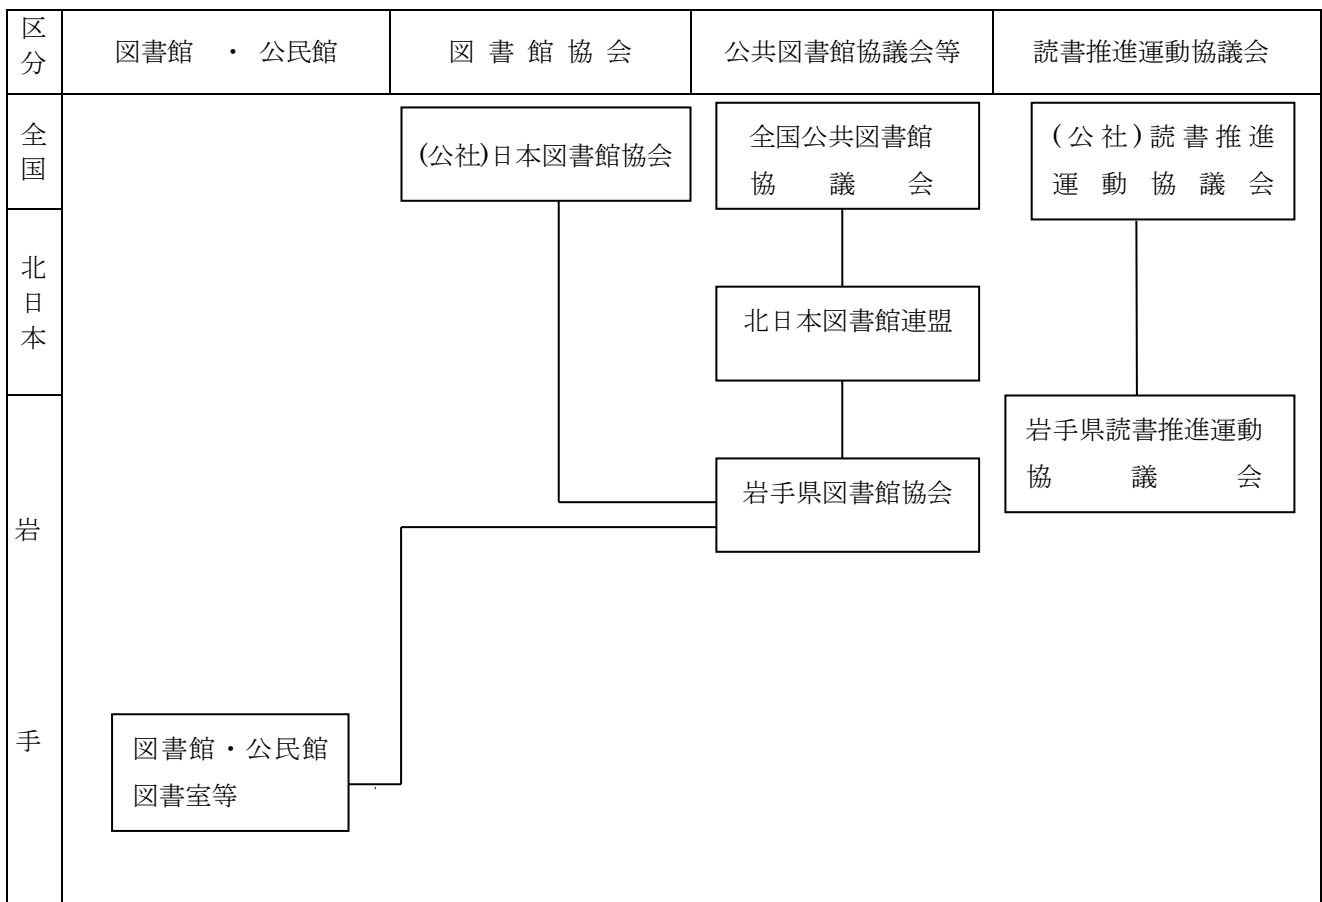 区分
図書館 ・ 公民館
図書館協会
公共図書館協議会等
読書推進運動協議会
全国
(公社)日本図書館協会
全国公共図書館
協議会
(公社)読書推進
運動協議会
北日本
北日本図書館連盟
岩手
岩手県読書推進運動
協議会
岩手県図書館協会
図書館・公民館
図書室等